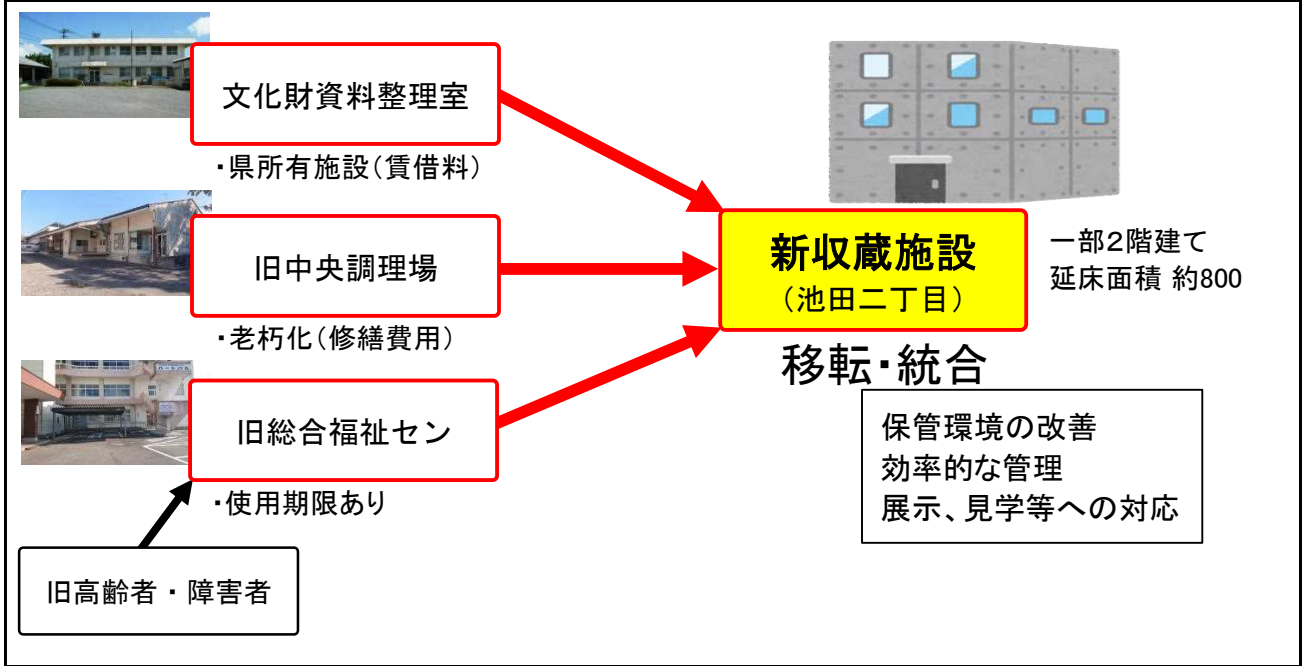 文化財資料整理室
・県所有施設（賃借料）
旧中央調理場
・老朽化（修繕費用）
旧総合福祉セン
・使用期限あり
旧高齢者・障害者
新収蔵施設
（池田二丁目）
一部２階建て
延床面積 約800
移転・統合
保管環境の改善
効率的な管理
展示、見学等への対応